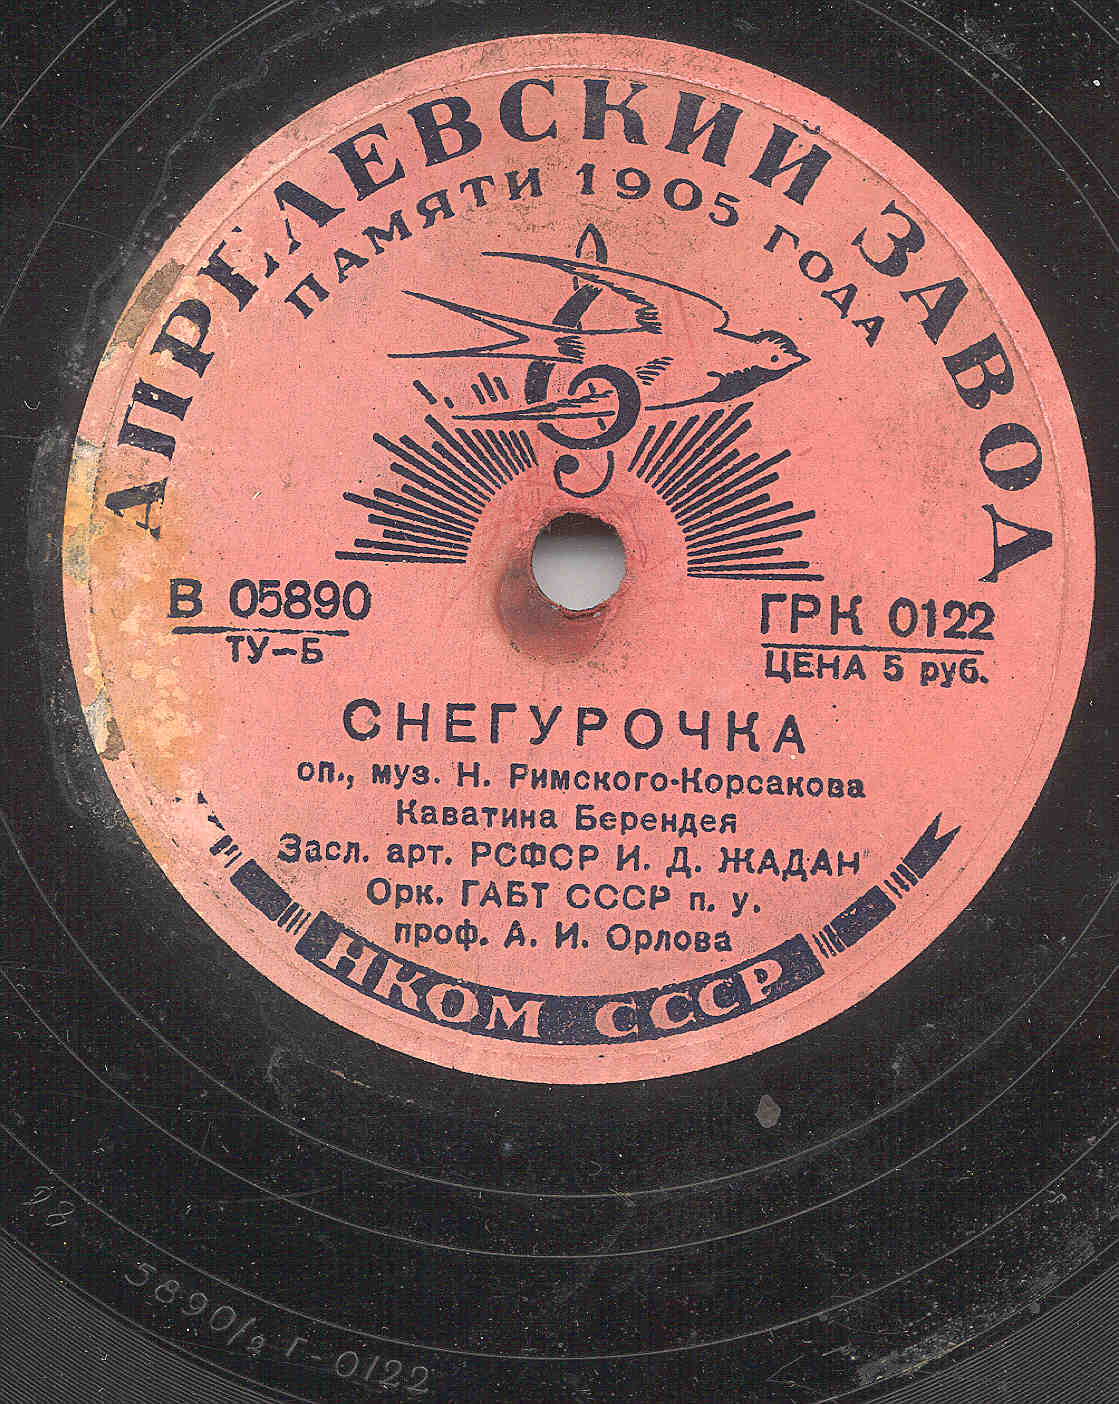 АПРЕЛЕВСКИЙ ЗАВОД
ПАМЯТИ 1905 ГОДА
В 05890
ТУ-Б
ГРК 0122
ЦЕНА 5 руб.
СНЕГУРОЧКА
оп., муз. Н. Римского-Корсакова
Каватина Берендея
Засл. арт. РСФСР И. Д. ЖАДАН
Орк. ГАБТ СССР п. у.
проф. А. И. Орлова
НКОМ СССР
28
5890/2 Г-0122